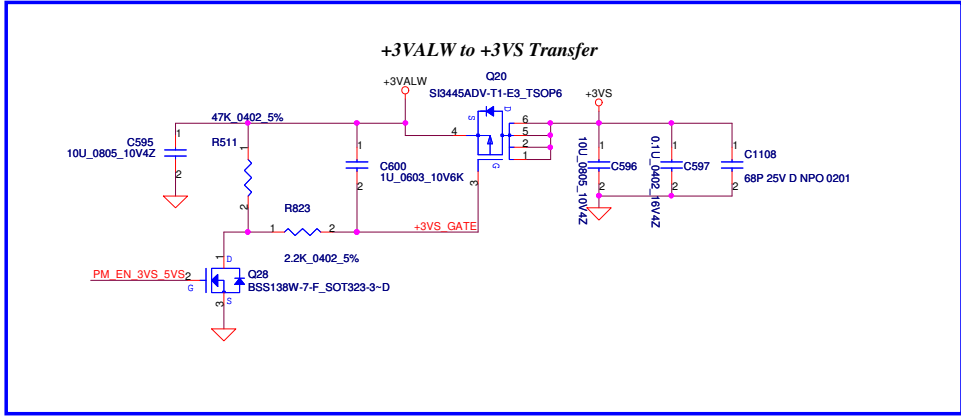 +3VALW to +3VS Transfer
Q20
+3VALW
SI3445ADV-T1-E3_TSOP6
+3VS
47K_0402_5%
C595
10U_0805_10V4Z
1
2
R511
1
2
C600
1U_0603_10V6K
1
2
S
D
G
4
6
5
2
1
3
10U_0805_10V4Z
C596
1
2
0.1U_0402_16V4Z
C597
1
2
C1108
68P 25V D NPO 0201
1
2
R823
1
2
2.2K_0402_5%
+3VS_GATE
PM_EN_3VS_5VS
2
G
1
D
3
S
Q28
BSS138W-7-F_SOT323-3~D